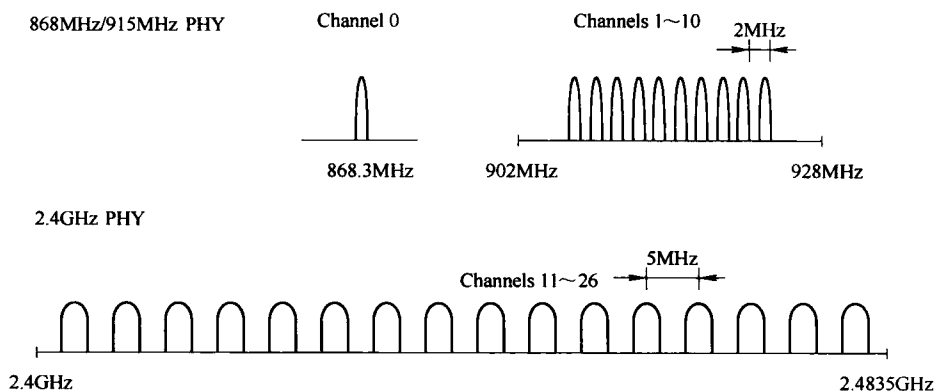 868MHz/915MHz PHY
Channel 0
Channels 1～10
2MHz
868.3MHz
902MHz
928MHz
2.4GHz PHY
Channels 11～26
5MHz
2.4GHz
2.4835GHz